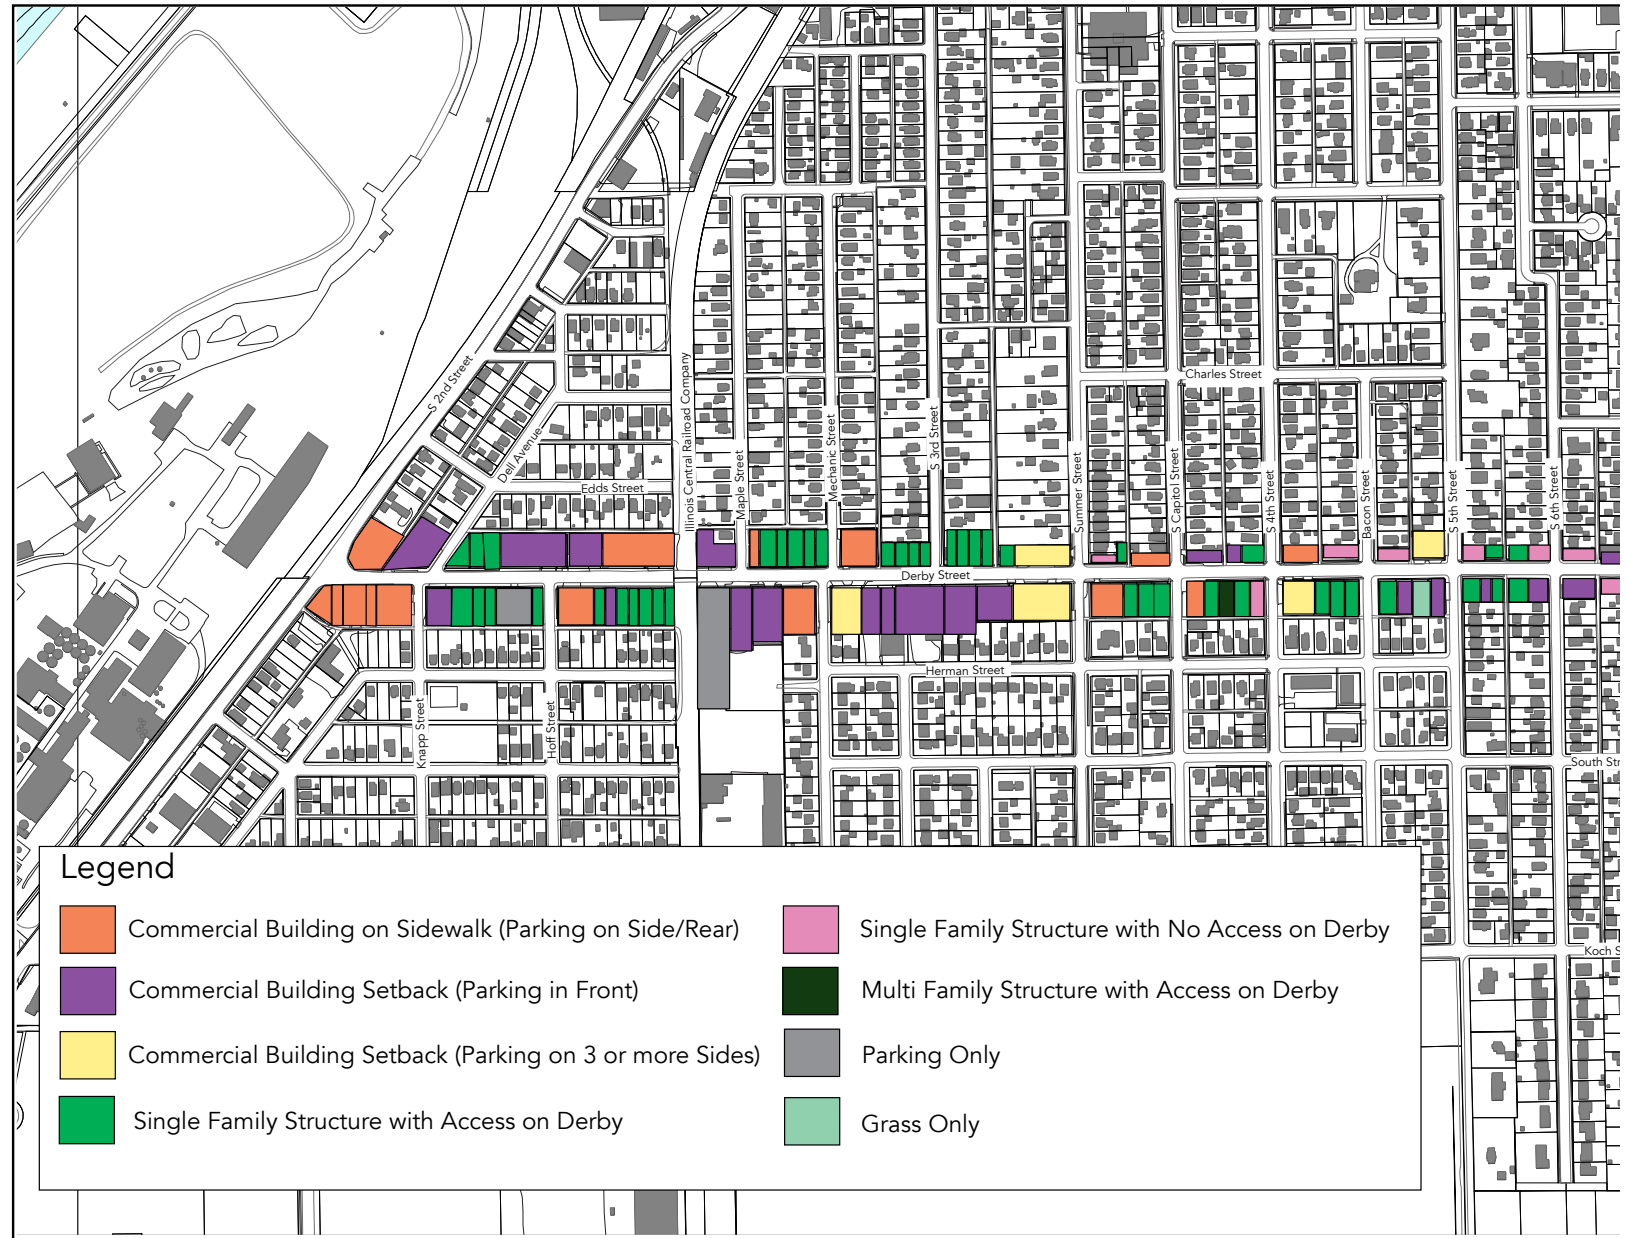 Charles Street
S 2nd Street
Dell Avenue
Edds Street
Illinois Central Railroad Company
Maple Street
Mechanic Street
S 3rd Street
Summer Street
S Capitol Street
S 4th Street
Bacon Street
S 5th Street
S 6th Street
Derby Street
Herman Street
Knapp Street
Hoff Street
South Str
Koch S
Legend
Commercial Building on Sidewalk (Parking on Side/Rear)
Commercial Building Setback (Parking in Front)
Commercial Building Setback (Parking on 3 or more Sides)
Single Family Structure with Access on Derby
Single Family Structure with No Access on Derby
Multi Family Structure with Access on Derby
Parking Only
Grass Only